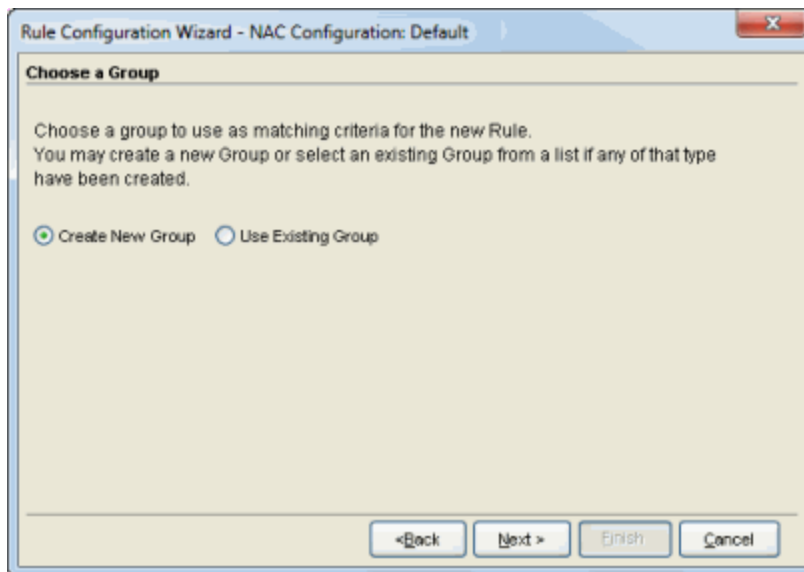 Rule Configuration Wizard - NAC Configuration: Default
Choose a Group
Choose a group to use as matching criteria for the new Rule.
You may create a new Group or select an existing Group from a list if any of that type
have been created.
Create New Group Use Existing Group
<Back Next > Finish Cancel